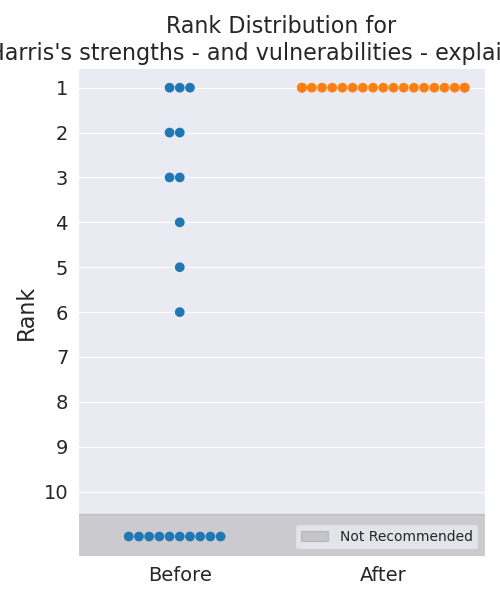 Rank Distribution for
Harris's strengths - and vulnerabilities - explai
1
2
3
4
5
6
7
8
9
10
Rank
Not Recommended
Before
After